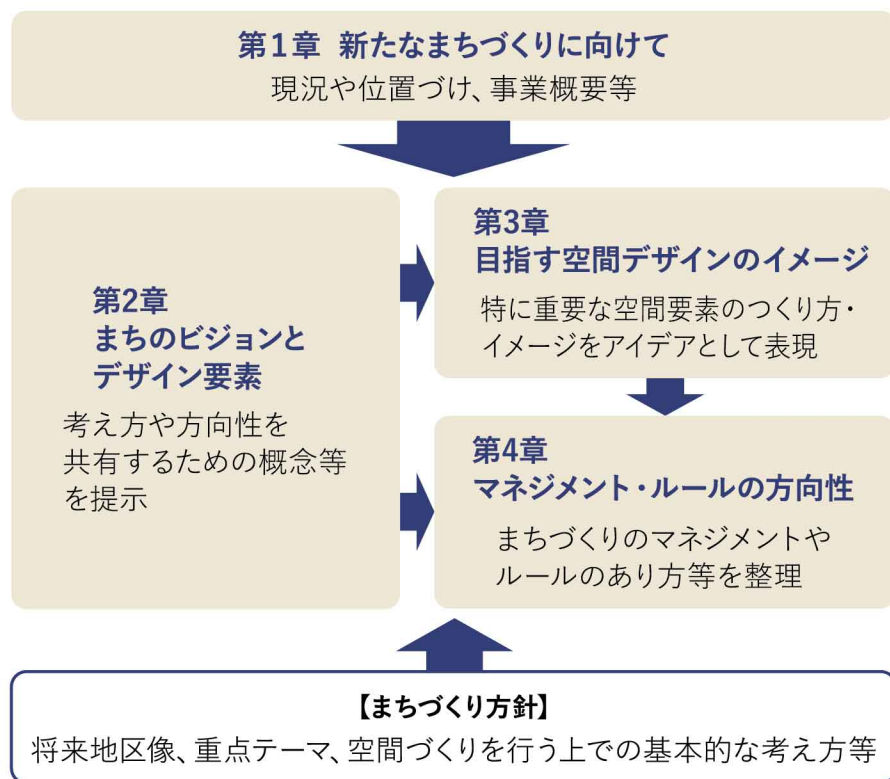 第1章 新たなまちづくりに向けて
現況や位置づけ、事業概要等
第2章
まちのビジョンと
デザイン要素
考え方や方向性を
共有するための概念等
を提示
第3章
目指す空間デザインのイメージ
特に重要な空間要素のつくり方・
イメージをアイデアとして表現
第4章
マネジメント・ルールの方向性
まちづくりのマネジメントや
ルールのあり方等を整理
【まちづくり方針】
将来地区像、重点テーマ、空間づくりを行う上での基本的な考え方等